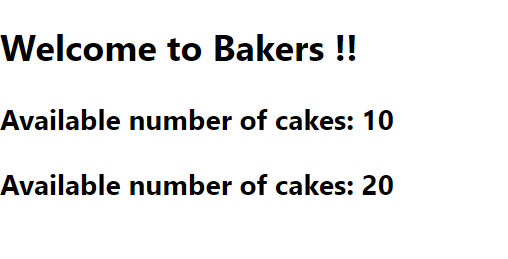 Welcome to Bakers !!
Available number of cakes: 10
Available number of cakes: 20